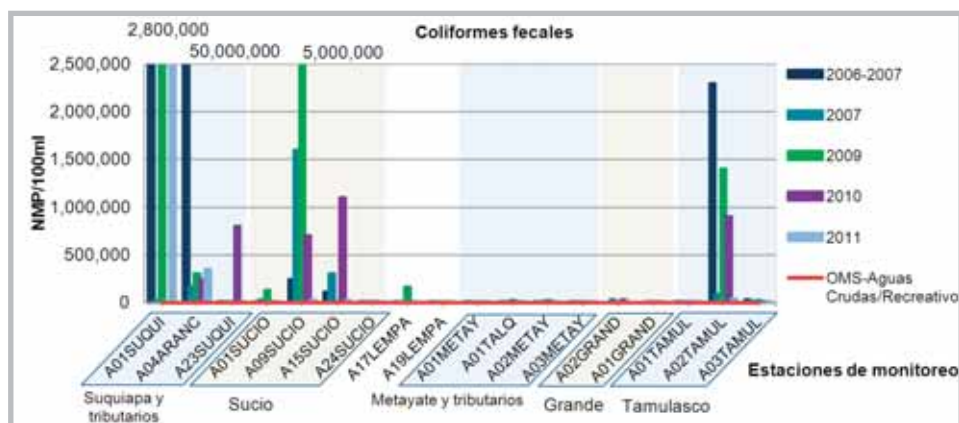 Coliformes fecales
2,800,000
50,000,000
5,000,000
NMP/100ml
2,500,000
2,000,000
1,500,000
1,000,000
500,000
0
2006-2007
2007
2009
2010
2011
OMS-Aguas
Crudas/Recreativo
A01SUQUI
A04ARANC
A23SUQUI
A01SUCIO
A09SUCIO
A15SUCIO
A24SUCIO
A17LEMPA
A19LEMPA
A01METAY
A01TALQ
A02METAY
A03METAY
A02GRAND
A01GRAND
A01TAMUL
A02TAMUL
A03TAMUL
Estaciones de monitoreo
Suquiapa y
tributarios
Sucio
Metayate y tributarios
Grande
Tamulasco